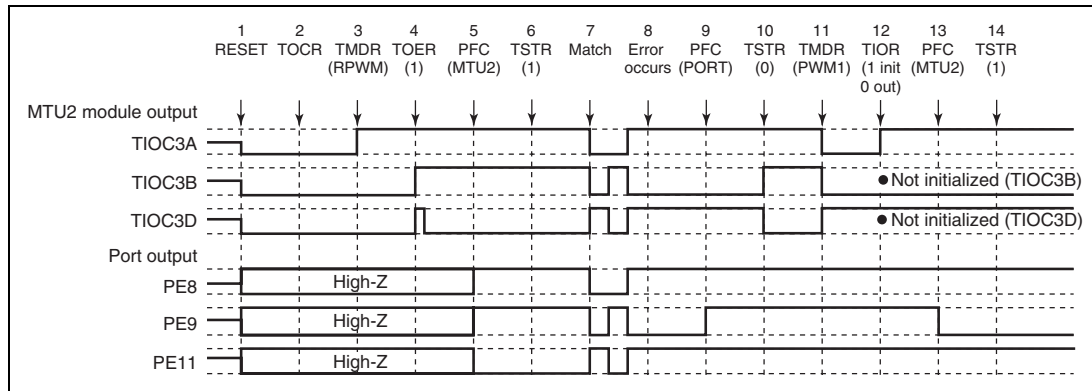 1 2 3 4 5 6 7 8 9 10 11 12 13 14
RESET TOCR TMDR TOER PFC TSTR Match Error PFC TSTR TMDR TIOR PFC TSTR
(RPWM) (1) (MTU2) (1) occurs (PORT) (0) (PWM1) (1 init (MTU2) (1)
0 out)
MTU2 module output
TIOC3A
TIOC3B
● Not initialized (TIOC3B)
TIOC3D
● Not initialized (TIOC3D)
Port output
PE8 High-Z
PE9 High-Z
PE11 High-Z